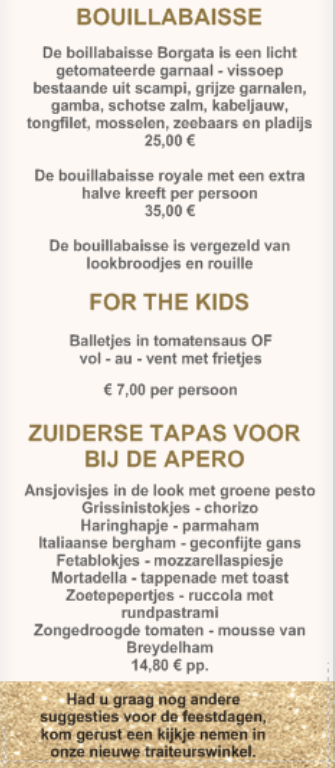 BOUILLABAISSE
De boillabaisse Borgata is een licht
getomateerde garnaal - vissoep
bestaande uit scampi, grijze garnalen,
gamba, schotse zalm, kabeljauw,
tongfilet, mosselen, zeebaars en pladijs
25,00 €
De bouillabaisse royale met een extra
halve kreeft per persoon
35,00 €
De bouillabaisse is vergezeld van
lookbroodjes en rouille
FOR THE KIDS
Balletjes in tomatensaus OF
vol - au - vent met frietjes
€ 7,00 per persoon
ZUIDERSE TAPAS VOOR
BIJ DE APERO
Ansjovisjes in de look met groene pesto
Grissinistokjes - chorizo
Haringhapje - parmaham
Italiaanse bergham - geconfijte gans
Fetablokjes - mozzarellaspiesje
Mortadella - tappenade met toast
Zoetepepertjes - ruccola met
rundpastrami
Zongedroogde tomaten - mousse van
Breydelham
14,80 € pp.
Had u graag nog andere
suggesties voor de feestdagen,
kom gerust een kijkje nemen in
onze nieuwe traiteurswinkel.